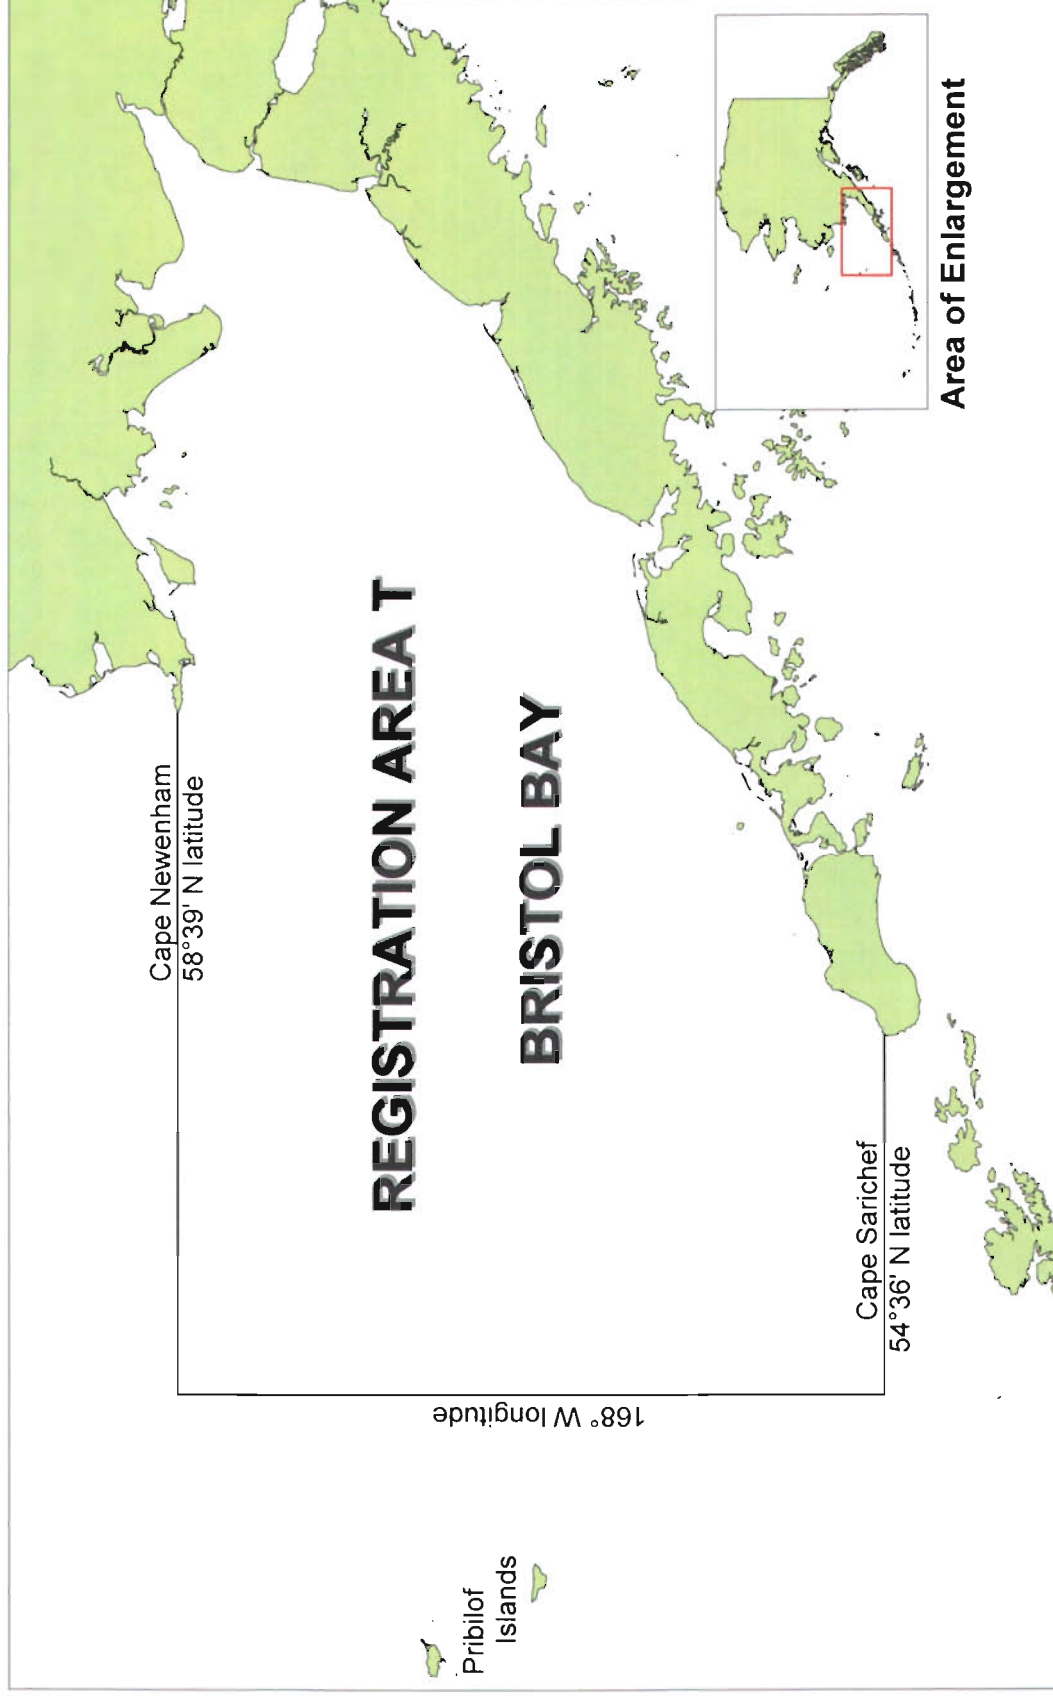 Cape Newenham
58°39' N latitude
REGISTRATION AREA T
BRISTOL BAY
168° W longitude
Pribilof
Islands
Cape Sarichef
54°36' N latitude
Area of Enlargement